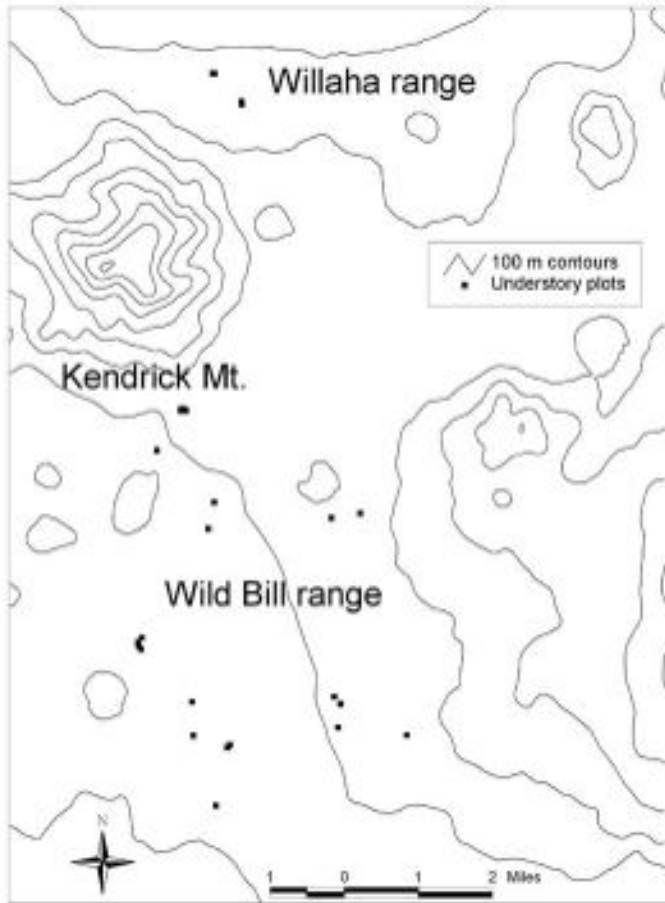 Willaha range
100 m contours
Understory plots
Kendrick Mt.
Wild Bill range
N
1 0 1 2 Miles